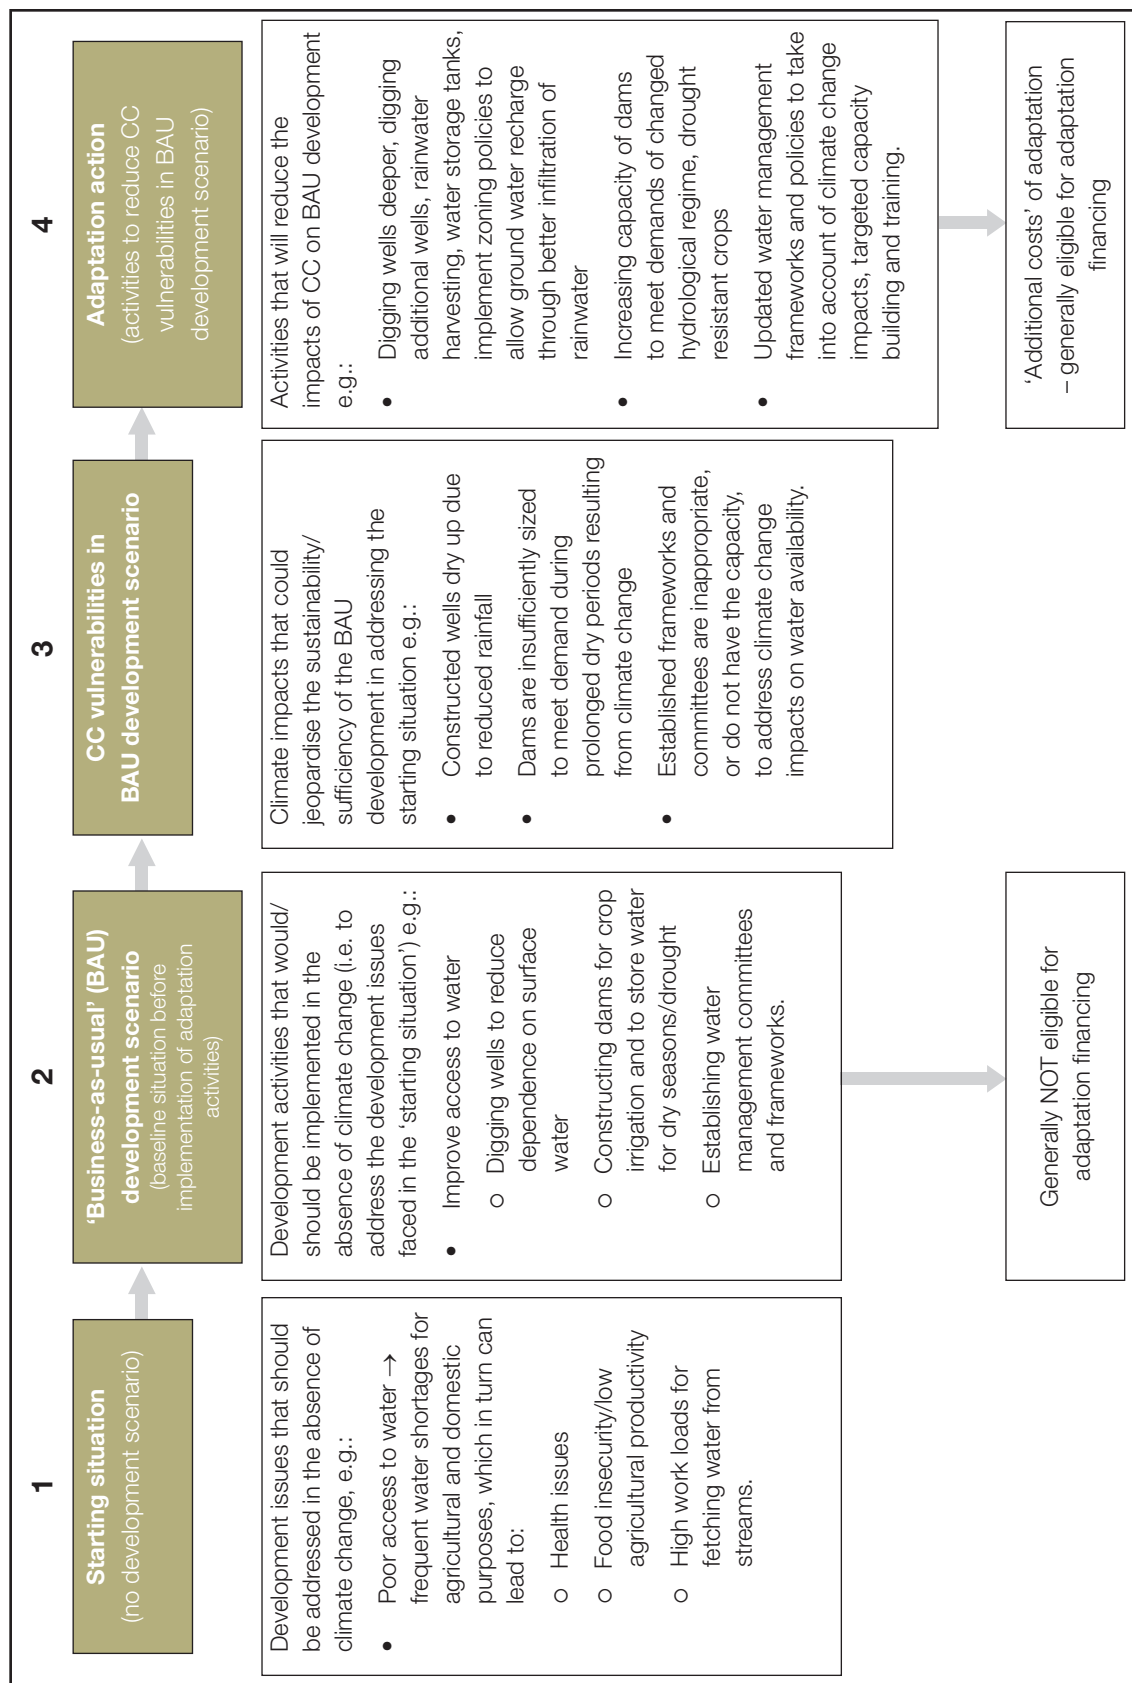 1
Starting situation
(no development scenario)
Development issues that should
be addressed in the absence of
climate change, e.g.:
• Poor access to water →
frequent water shortages for
agricultural and domestic
purposes, which in turn can
lead to:
○ Health issues
○ Food insecurity/low
agricultural productivity
○ High work loads for
fetching water from
streams.
2
‘Business-as-usual’ (BAU)
development scenario
(baseline situation before
implementation of adaptation
activities)
Development activities that would/
should be implemented in the
absence of climate change (i.e. to
address the development issues
faced in the ‘starting situation’) e.g.:
• Improve access to water
○ Digging wells to reduce
dependence on surface
water
○ Constructing dams for crop
irrigation and to store water
for dry seasons/drought
○ Establishing water
management committees
and frameworks.
Generally NOT eligible for
adaptation financing
3
CC vulnerabilities in
BAU development scenario
Climate impacts that could
jeopardise the sustainability/
sufficiency of the BAU
development in addressing the
starting situation e.g.:
• Constructed wells dry up due
to reduced rainfall
• Dams are insufficiently sized
to meet demand during
prolonged dry periods resulting
from climate change
• Established frameworks and
committees are inappropriate,
or do not have the capacity,
to address climate change
impacts on water availability.
4
Adaptation action
(activities to reduce CC
vulnerabilities in BAU
development scenario)
Activities that will reduce the
impacts of CC on BAU development
e.g.:
• Digging wells deeper, digging
additional wells, rainwater
harvesting, water storage tanks,
implement zoning policies to
allow ground water recharge
through better infiltration of
rainwater
• Increasing capacity of dams
to meet demands of changed
hydrological regime, drought
resistant crops
• Updated water management
frameworks and policies to take
into account of climate change
impacts, targeted capacity
building and training.
‘Additional costs’ of adaptation
– generally eligible for adaptation
financing